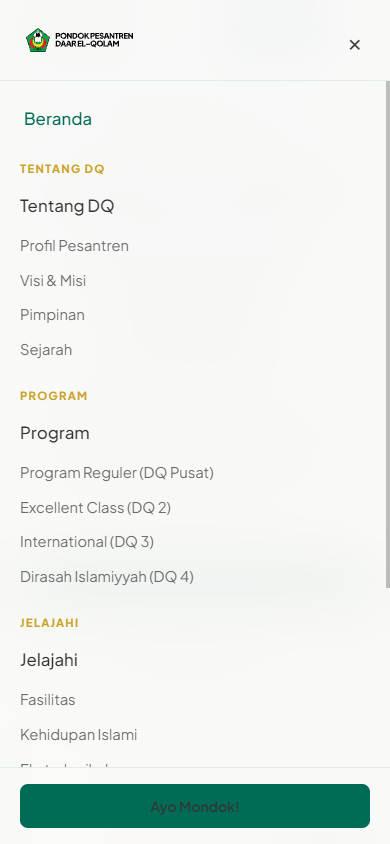 PONDOK PESANTREN
DAAR EL-QOLAM
×
Beranda
TENTANG DQ
Tentang DQ
Profil Pesantren
Visi & Misi
Pimpinan
Sejarah
PROGRAM
Program
Program Reguler (DQ Pusat)
Excellent Class (DQ 2)
International (DQ 3)
Dirasah Islamiyyah (DQ 4)
JELAJAHI
Jelajahi
Fasilitas
Kehidupan Islami
Ayo Mondok!